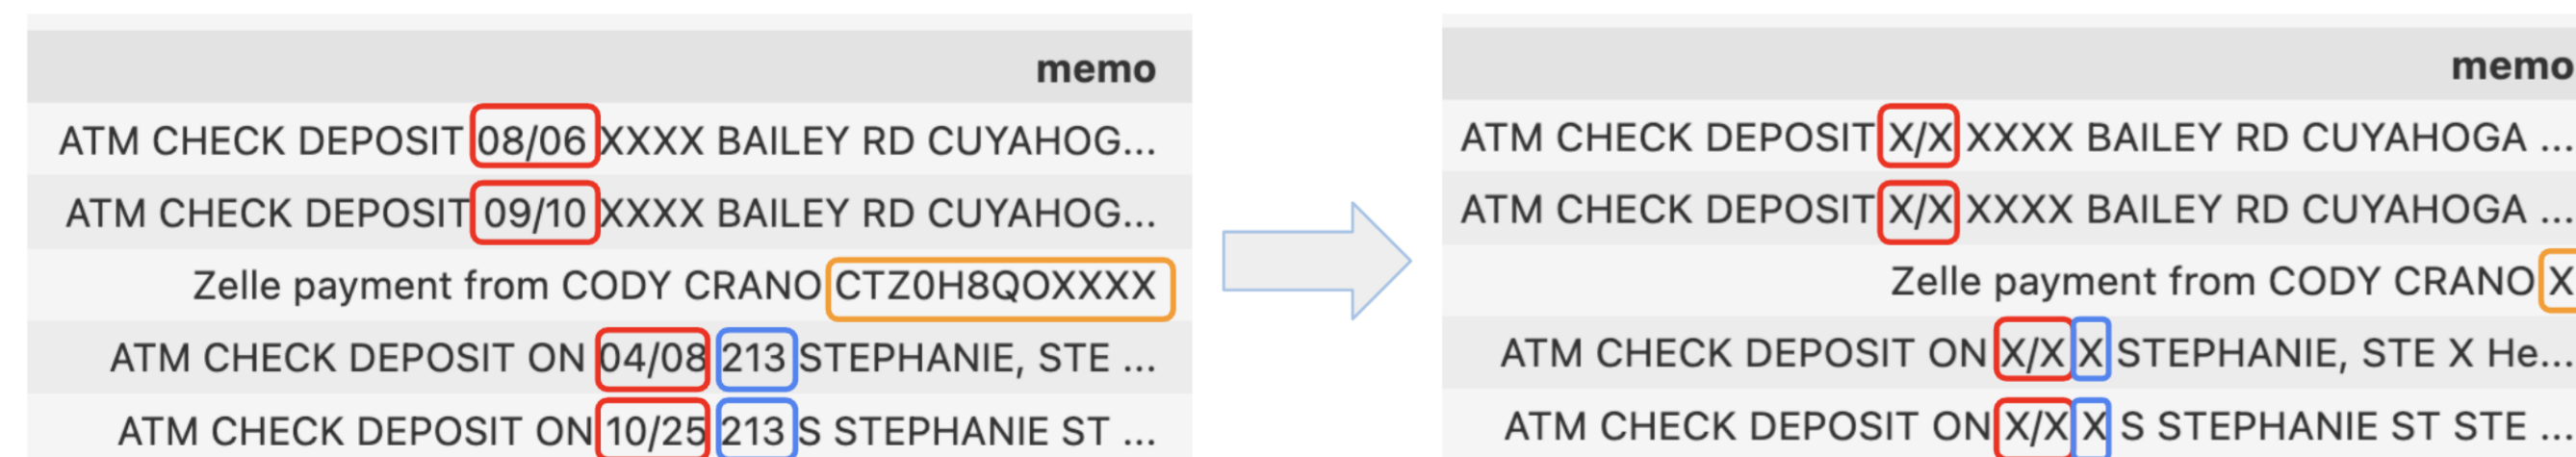 memo
ATM CHECK DEPOSIT 08/06 XXXX BAILEY RD CUYAHOG...
ATM CHECK DEPOSIT 09/10 XXXX BAILEY RD CUYAHOG...
Zelle payment from CODY CRANO CTZ0H8QOXXXX
ATM CHECK DEPOSIT ON 04/08 213 STEPHANIE, STE ...
ATM CHECK DEPOSIT ON 10/25 213 S STEPHANIE ST ...
memo
ATM CHECK DEPOSIT X/X XXXX BAILEY RD CUYAHOGA ...
ATM CHECK DEPOSIT X/X XXXX BAILEY RD CUYAHOGA ...
Zelle payment from CODY CRANO X
ATM CHECK DEPOSIT ON X/X X STEPHANIE, STE X He...
ATM CHECK DEPOSIT ON X/X X S STEPHANIE ST STE ...